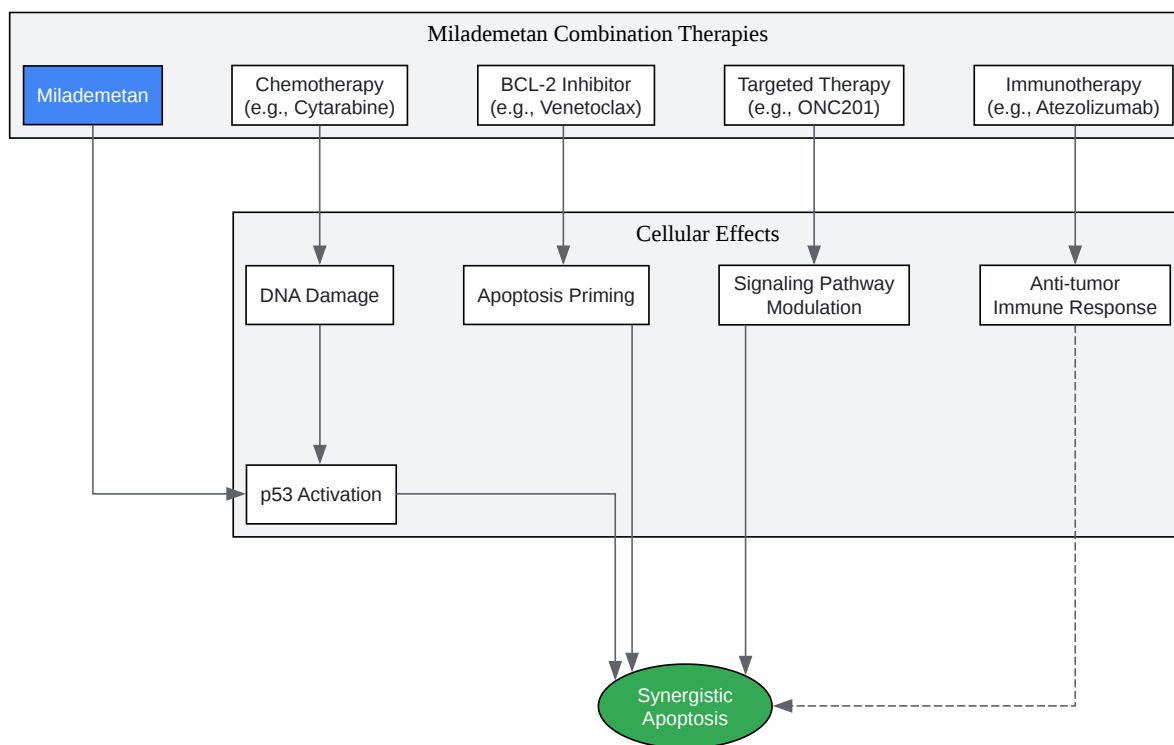 Milademetan Combination Therapies
Milademetan
Chemotherapy
(e.g., Cytarabine)
BCL-2 Inhibitor
(e.g., Venetoclax)
Targeted Therapy
(e.g., ONC201)
Immunotherapy
(e.g., Atezolizumab)
Cellular Effects
DNA Damage
Apoptosis Priming
Signaling Pathway
Modulation
Anti-tumor
Immune Response
p53 Activation
Synergistic
Apoptosis